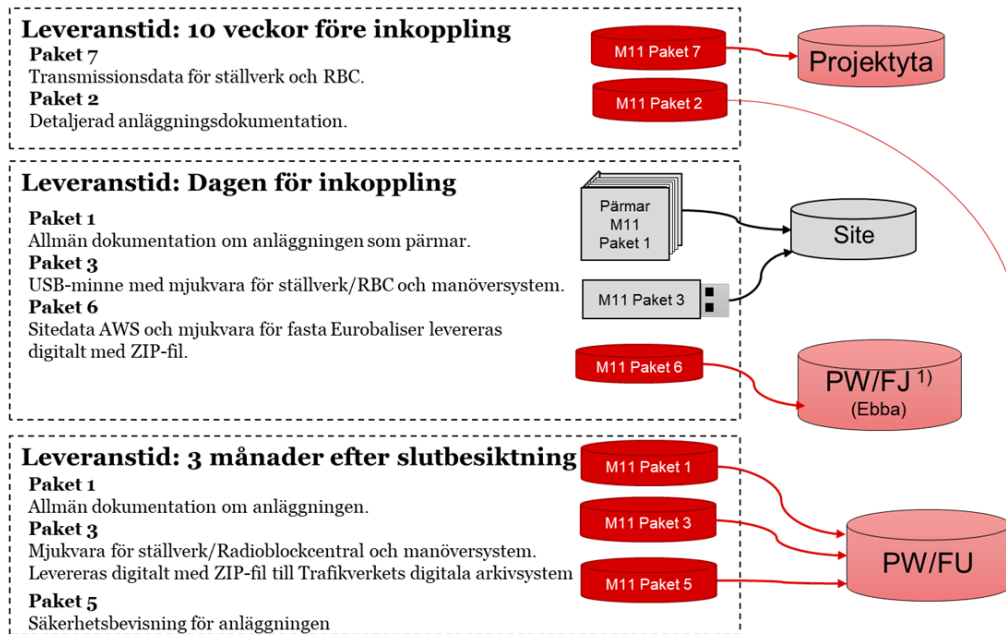 Leveranstid: 10 veckor före inkoppling
Paket 7
Transmissionsdata för ställverk och RBC.
Paket 2
Detaljerad anläggningsdokumentation.
M11 Paket 7
M11 Paket 2
Projektyta
Leveranstid: Dagen för inkoppling
Paket 1
Allmän dokumentation om anläggningen som pärmar.
Paket 3
USB-minne med mjukvara för ställverk/RBC och manöversystem.
Paket 6
Sitedata AWS och mjukvara för fasta Eurobaliser levereras
digitalt med ZIP-fil.
Pärmar
M11
Paket 1
M11 Paket 3
Site
M11 Paket 6
PW/FJ 1)
(Ebba)
Leveranstid: 3 månader efter slutbesiktning
Paket 1
Allmän dokumentation om anläggningen.
Paket 3
Mjukvara för ställverk/Radioblockcentral och manöversystem.
Levereras digitalt med ZIP-fil till Trafikverkets digitala arkivsystem
Paket 5
Säkerhetsbevisning för anläggningen
M11 Paket 1
M11 Paket 3
M11 Paket 5
PW/FU